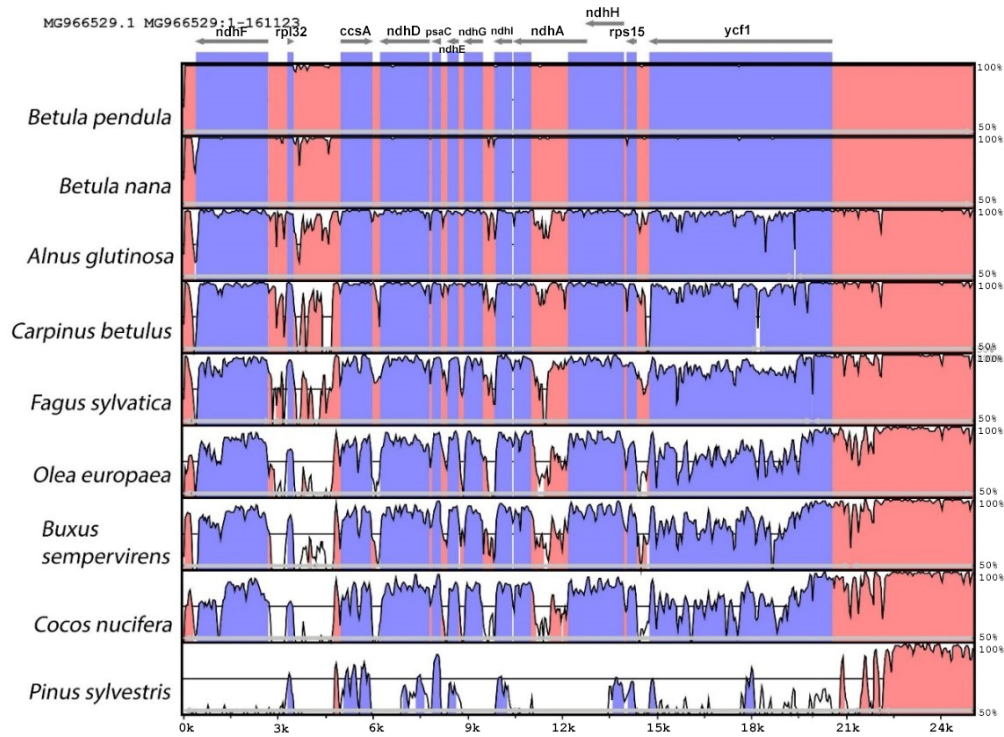 MG966529.1 MG966529:1-161123
ndhH
ndhF rpl32 ccsA ndhD psaC ndhG ndhI ndhA rps15 ycf1
ndhE
100%
Betula pendula
50%
100%
Betula nana
50%
100%
Alnus glutinosa
50%
100%
Carpinus betulus
50%
100%
Fagus sylvatica
50%
100%
Olea europaea
50%
100%
Buxus
sempervirens
50%
100%
Cocos nucifera
50%
100%
Pinus sylvestris
50%
0k 3k 6k 9k 12k 15k 18k 21k 24k